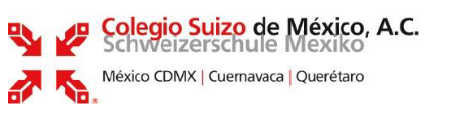 Colegio Suizo de México, A.C.
Schweizerschule Mexiko
México CDMX | Cuernavaca | Querétaro